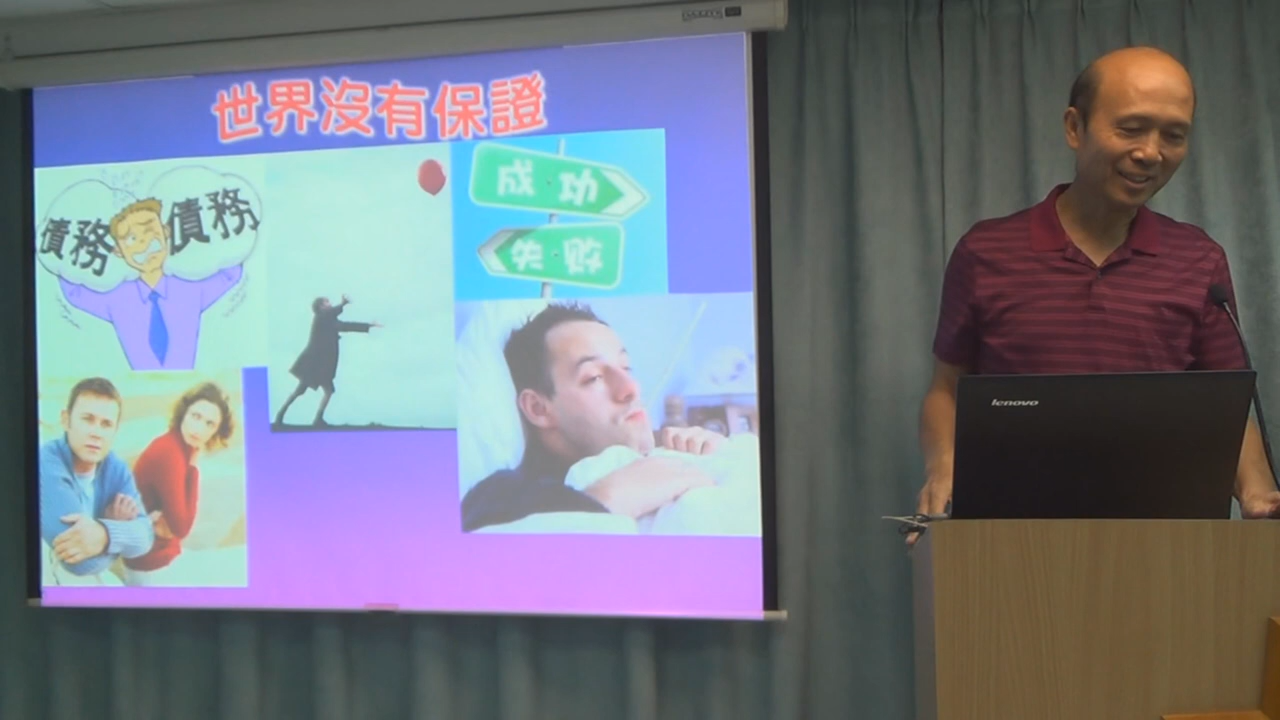 世界沒有保證
債務
債務
成·功
失·敗
lenovo